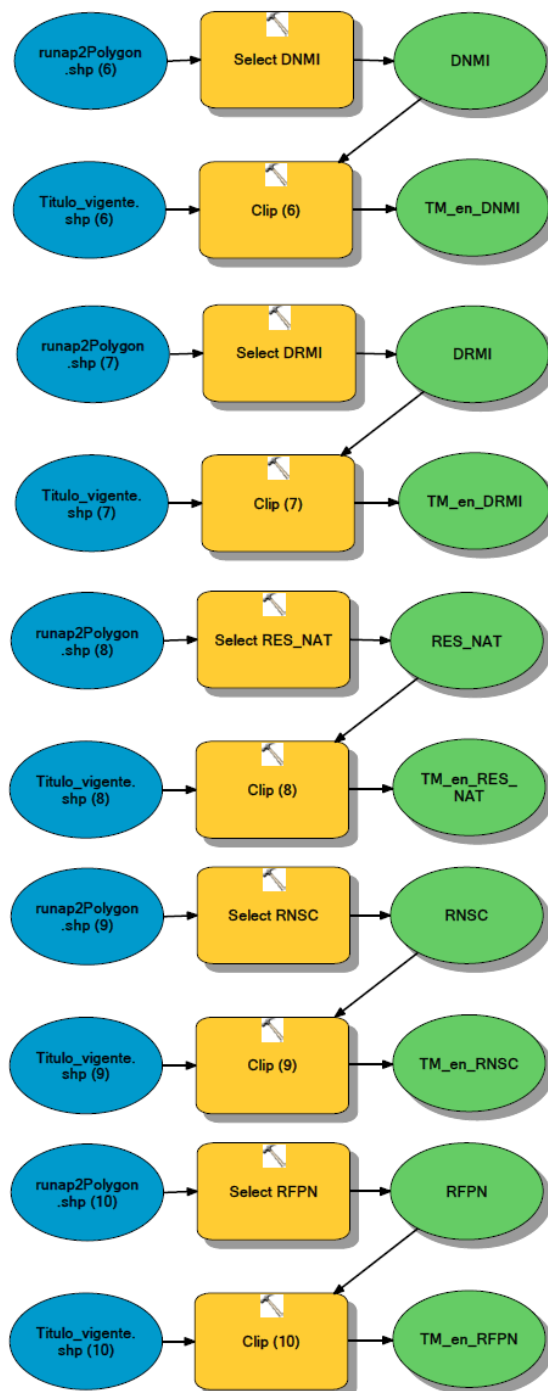 runap2Polygon
.shp (6)
Select DNMI
DNMI
Titulo_vigente.
shp (6)
Clip (6)
TM_en_DNMI
runap2Polygon
.shp (7)
Select DRMI
DRMI
Titulo_vigente.
shp (7)
Clip (7)
TM_en_DRMI
runap2Polygon
.shp (8)
Select RES_NAT
RES_NAT
Titulo_vigente.
shp (8)
Clip (8)
TM_en_RES_
NAT
runap2Polygon
.shp (9)
Select RNSC
RNSC
Titulo_vigente.
shp (9)
Clip (9)
TM_en_RNSC
runap2Polygon
.shp (10)
Select RFPN
RFPN
Titulo_vigente.
shp (10)
Clip (10)
TM_en_RFPN